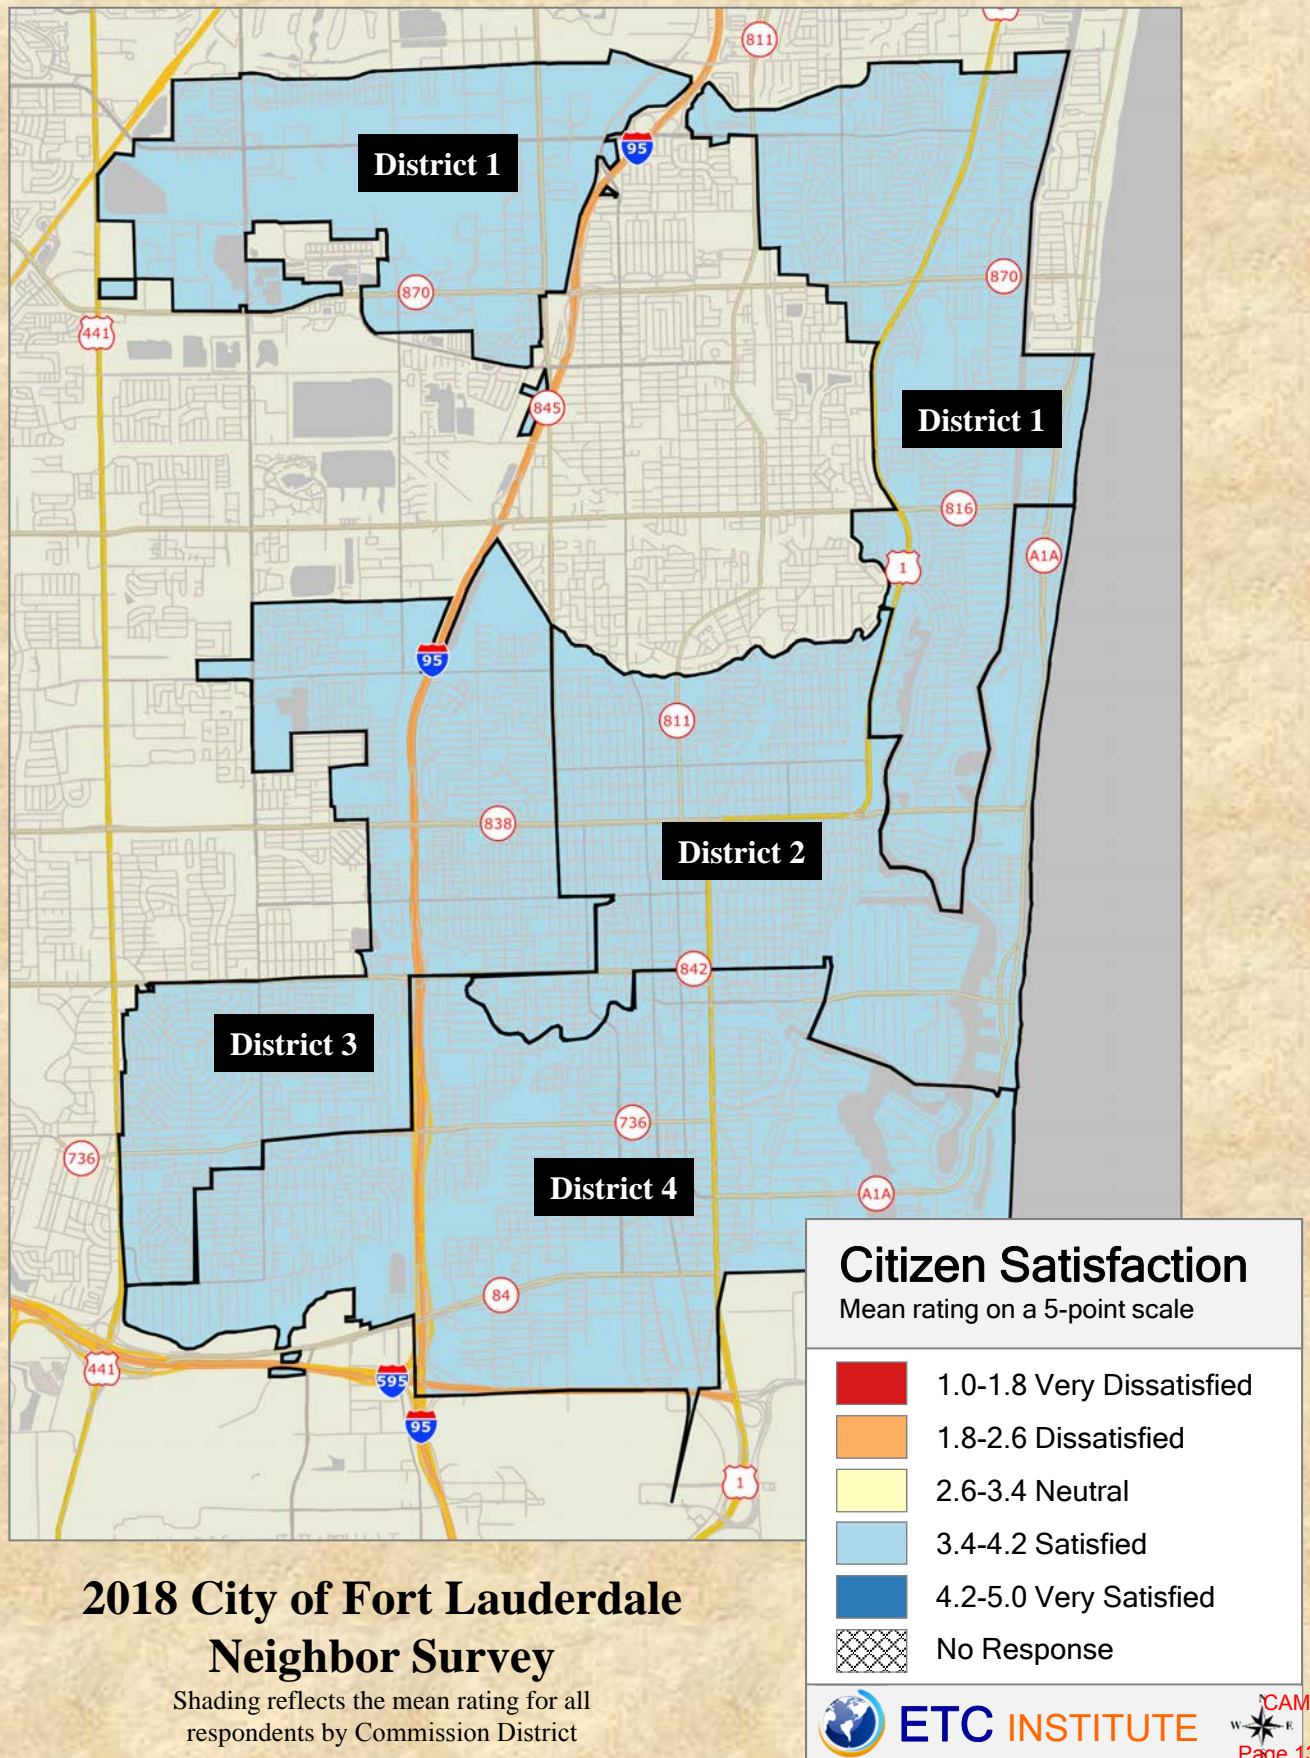 811
95
District 1
870
870
441
845
District 1
816
A1A
1
95
811
838
District 2
842
District 3
736
736
District 4
A1A
84
441
595
95
1
Citizen Satisfaction
Mean rating on a 5-point scale
1.0-1.8 Very Dissatisfied
1.8-2.6 Dissatisfied
2.6-3.4 Neutral
3.4-4.2 Satisfied
4.2-5.0 Very Satisfied
No Response
2018 City of Fort Lauderdale
Neighbor Survey
Shading reflects the mean rating for all
respondents by Commission District
ETC INSTITUTE
W E
CAM
Page